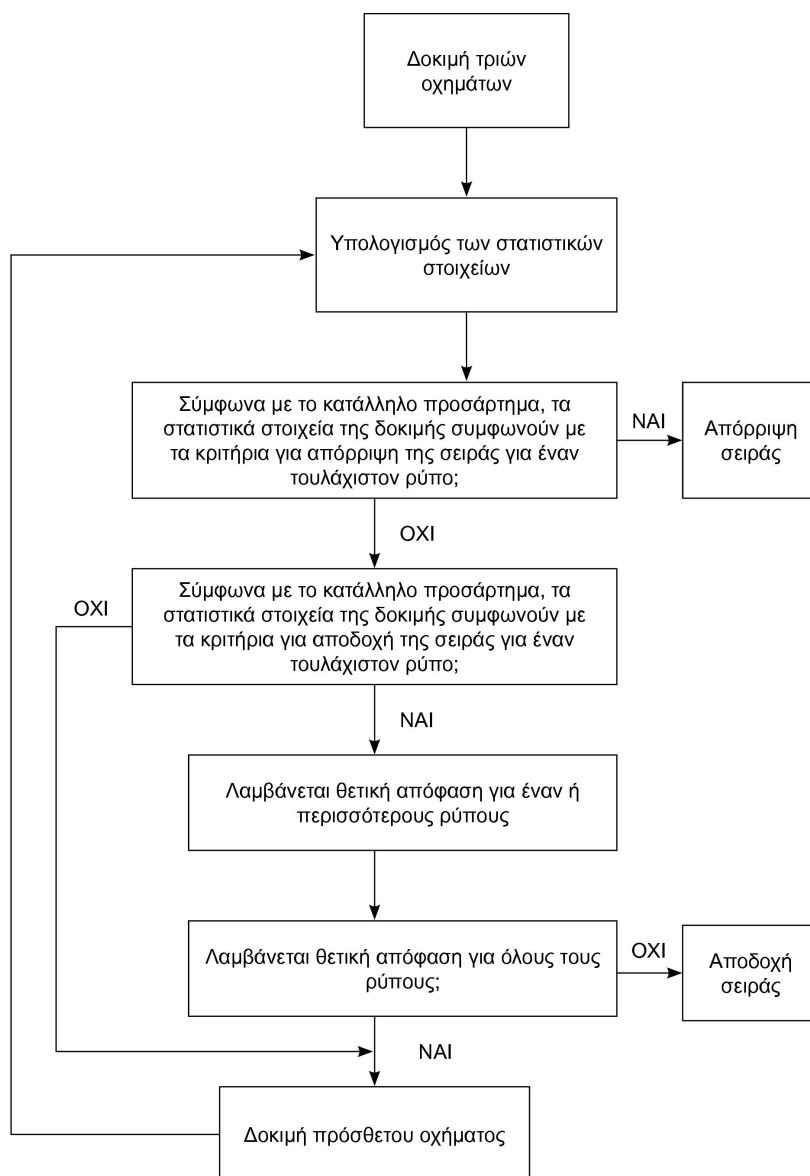 Δοκιμή τριών
οχημάτων
Υπολογισμός των στατιστικών
στοιχείων
Σύμφωνα με το κατάλληλο προσάρτημα, τα
στατιστικά στοιχεία της δοκιμής συμφωνούν με
τα κριτήρια για απόρριψη της σειράς για έναν
τουλάχιστον ρύπο;
ΝΑΙ
Απόρριψη
σειράς
ΟΧΙ
Σύμφωνα με το κατάλληλο προσάρτημα, τα
στατιστικά στοιχεία της δοκιμής συμφωνούν με
τα κριτήρια για αποδοχή της σειράς για έναν
τουλάχιστον ρύπο;
ΟΧΙ
ΝΑΙ
Λαμβάνεται θετική απόφαση για έναν ή
περισσότερους ρύπους
Λαμβάνεται θετική απόφαση για όλους τους
ρύπους;
ΟΧΙ
Αποδοχή
σειράς
ΝΑΙ
Δοκιμή πρόσθετου οχήματος